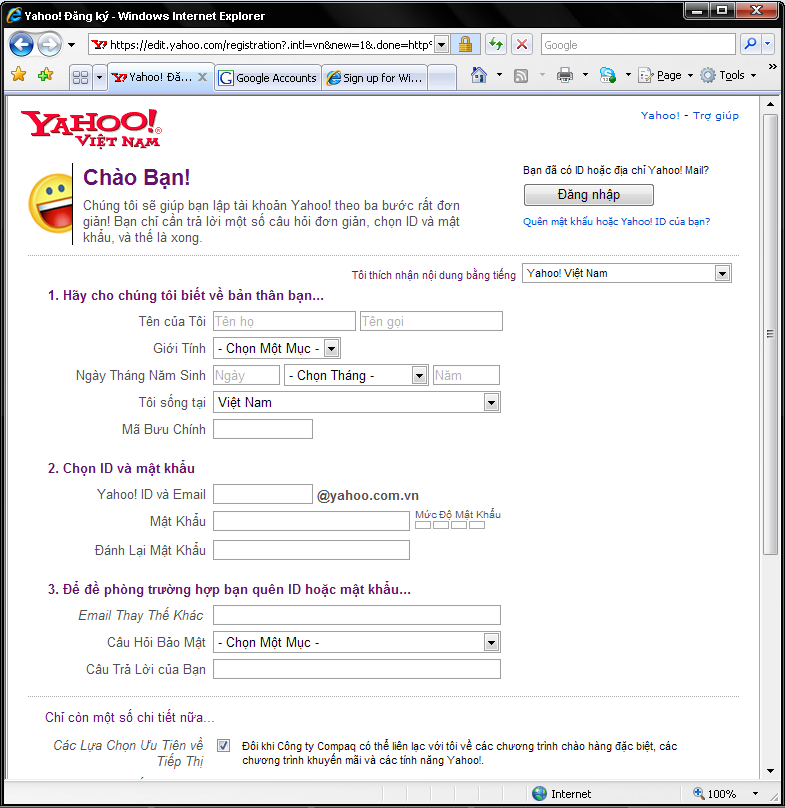 Yahoo! Đăng ký - Windows Internet Explorer
https://edit.yahoo.com/registration?.intl=vn&new=1&.done=http%
Google
Yahoo! Đă...
Google Accounts
Sign up for Wi...
Page
Tools
YAHOO!®
VIỆT NAM
Yahoo! - Trợ giúp
Chào Bạn!
Chúng tôi sẽ giúp bạn lập tài khoản Yahoo! theo ba bước rất đơn
giản! Bạn chỉ cần trả lời một số câu hỏi đơn giản, chọn ID và mật
khẩu, và thế là xong.
Bạn đã có ID hoặc địa chỉ Yahoo! Mail?
Đăng nhập
Quên mật khẩu hoặc Yahoo! ID của bạn?
Tôi thích nhận nội dung bằng tiếng Yahoo! Việt Nam
1. Hãy cho chúng tôi biết về bản thân bạn...
Tên của Tôi Tên họ Tên gọi
Giới Tính - Chọn Một Mục -
Ngày Tháng Năm Sinh Ngày - Chọn Tháng - Năm
Tôi sống tại Việt Nam
Mã Bưu Chính
2. Chọn ID và mật khẩu
Yahoo! ID và Email @yahoo.com.vn
Mật Khẩu Mức Độ Mật Khẩu
Đánh Lại Mật Khẩu
3. Để đề phòng trường hợp bạn quên ID hoặc mật khẩu...
Email Thay Thế Khác
Câu Hỏi Bảo Mật - Chọn Một Mục -
Câu Trả Lời của Bạn
Chỉ còn một số chi tiết nữa...
Các Lựa Chọn Ưu Tiên về
Tiếp Thị
Đôi khi Công ty Compaq có thể liên lạc với tôi về các chương trình chào hàng đặc biệt, các
chương trình khuyến mãi và các tính năng Yahoo!.
Internet
100%